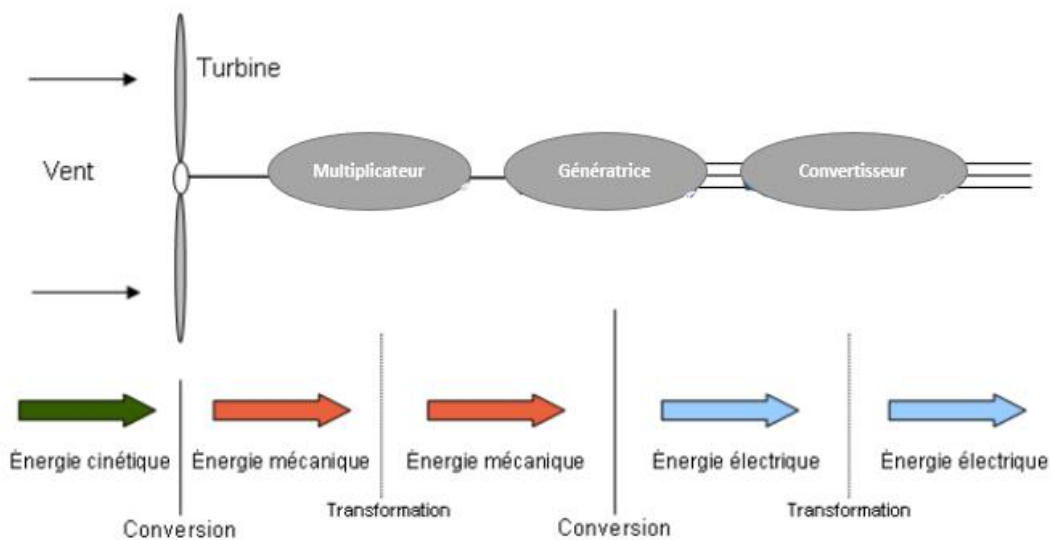 Turbine
Vent
Multiplicateur
Génératrice
Convertisseur
Énergie cinétique
Énergie mécanique
Énergie mécanique
Énergie électrique
Énergie électrique
Conversion
Transformation
Conversion
Transformation